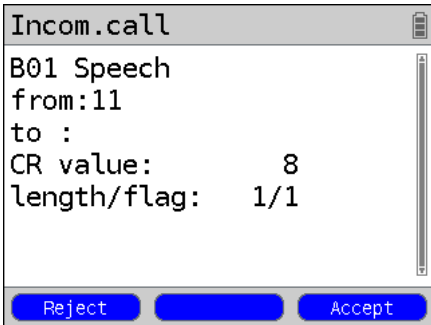 Incom.call
B01 Speech
from:11
to :
CR value: 8
length/flag: 1/1
Reject Accept